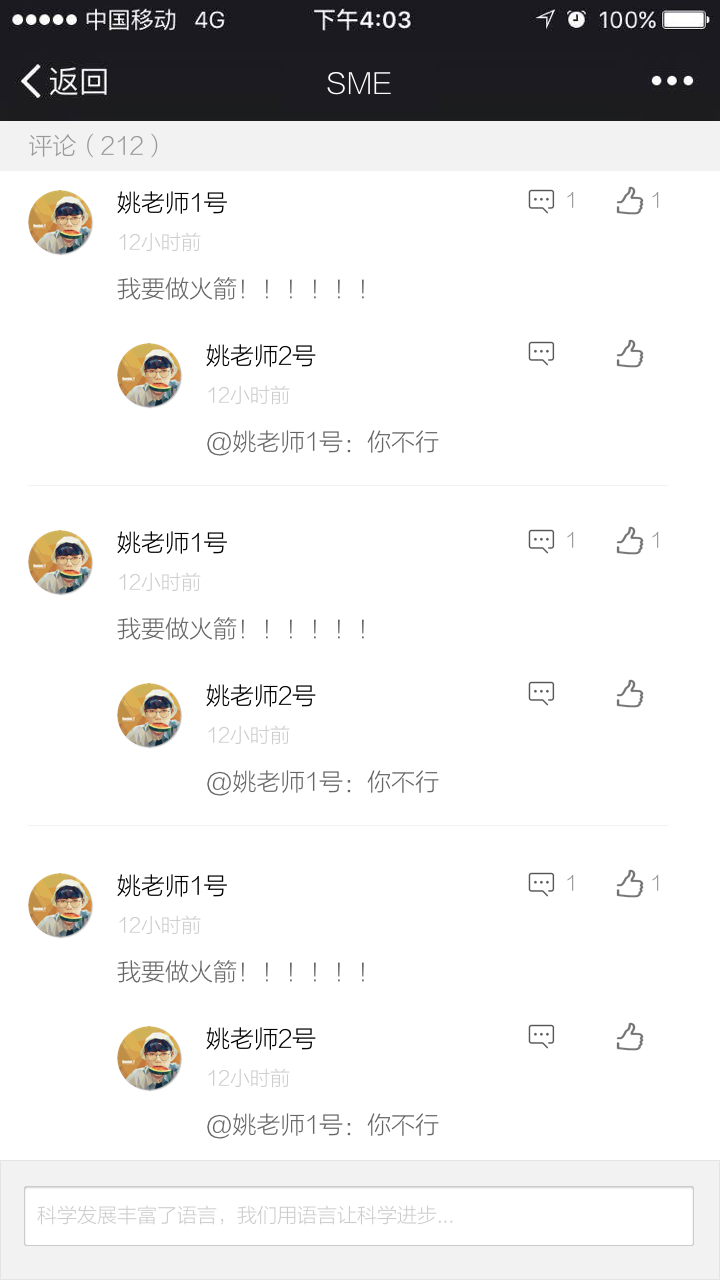 中国移动 4G 下午4:03 100%
返回 SME
评论（212）
姚老师1号 1 1
12小时前
我要做火箭！！！！！！
姚老师2号
12小时前
@姚老师1号：你不行
姚老师1号 1 1
12小时前
我要做火箭！！！！！！
姚老师2号
12小时前
@姚老师1号：你不行
姚老师1号 1 1
12小时前
我要做火箭！！！！！！
姚老师2号
12小时前
@姚老师1号：你不行
科学发展丰富了语言，我们用语言让科学进步...